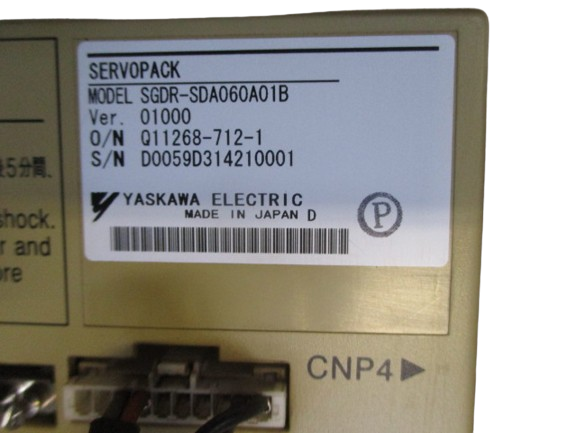 SERVOPACK
MODEL SGDR-SDA060A01B
Ver. 01000
O/N Q11268-712-1
S/N D0059D314210001
YASKAWA ELECTRIC
MADE IN JAPAN D
P
5分間.
shock.
r and
ore
CNP4▶